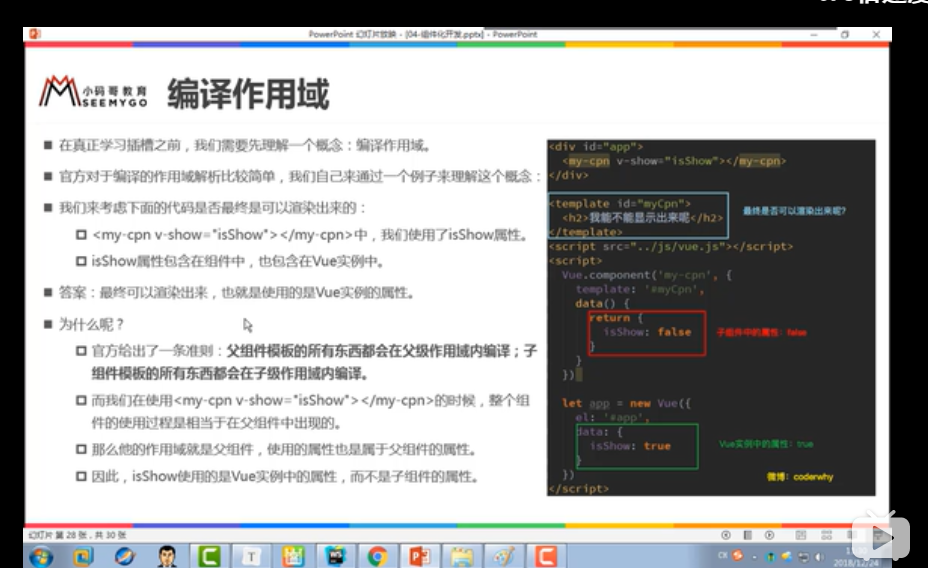 PowerPoint 幻灯片放映 - [04-组件化开发.pptx] - PowerPoint
小码哥教育
SEEMYGO
编译作用域
■ 在真正学习插槽之前，我们需要先理解一个概念：编译作用域。
■ 官方对于编译的作用域解析比较简单，我们自己来通过一个例子来理解这个概念：
■ 我们来考虑下面的代码是否最终是可以渲染出来的：
<my-cpn v-show="isShow"></my-cpn>中，我们使用了isShow属性。
isShow属性包含在组件中，也包含在Vue实例中。
■ 答案：最终可以渲染出来，也就是使用的是Vue实例的属性。
■ 为什么呢？
官方给出了一条准则：父组件模板的所有东西都会在父级作用域内编译；子
组件模板的所有东西都会在子级作用域内编译。
而我们在使用<my-cpn v-show="isShow"></my-cpn>的时候，整个组
件的使用过程是相当于在父组件中出现的。
那么他的作用域就是父组件，使用的属性也是属于父组件的属性。
因此，isShow使用的是Vue实例中的属性，而不是子组件的属性。
<div id="app">
<my-cpn v-show="isShow"></my-cpn>
</div>
<template id="myCpn">
<h2>我能不能显示出来呢</h2>
</template>
最终是否可以渲染出来呢?
<script src="../js/vue.js"></script>
<script>
Vue.component('my-cpn', {
template: '#myCpn',
data() {
return {
isShow: false
}
子组件中的属性：false
}
})
let app = new Vue({
el: '#app',
data: {
isShow: true
}
Vue实例中的属性：true
})
</script>
微博：coderwhy
幻灯片 第 28 张，共 30 张
2018/12/24